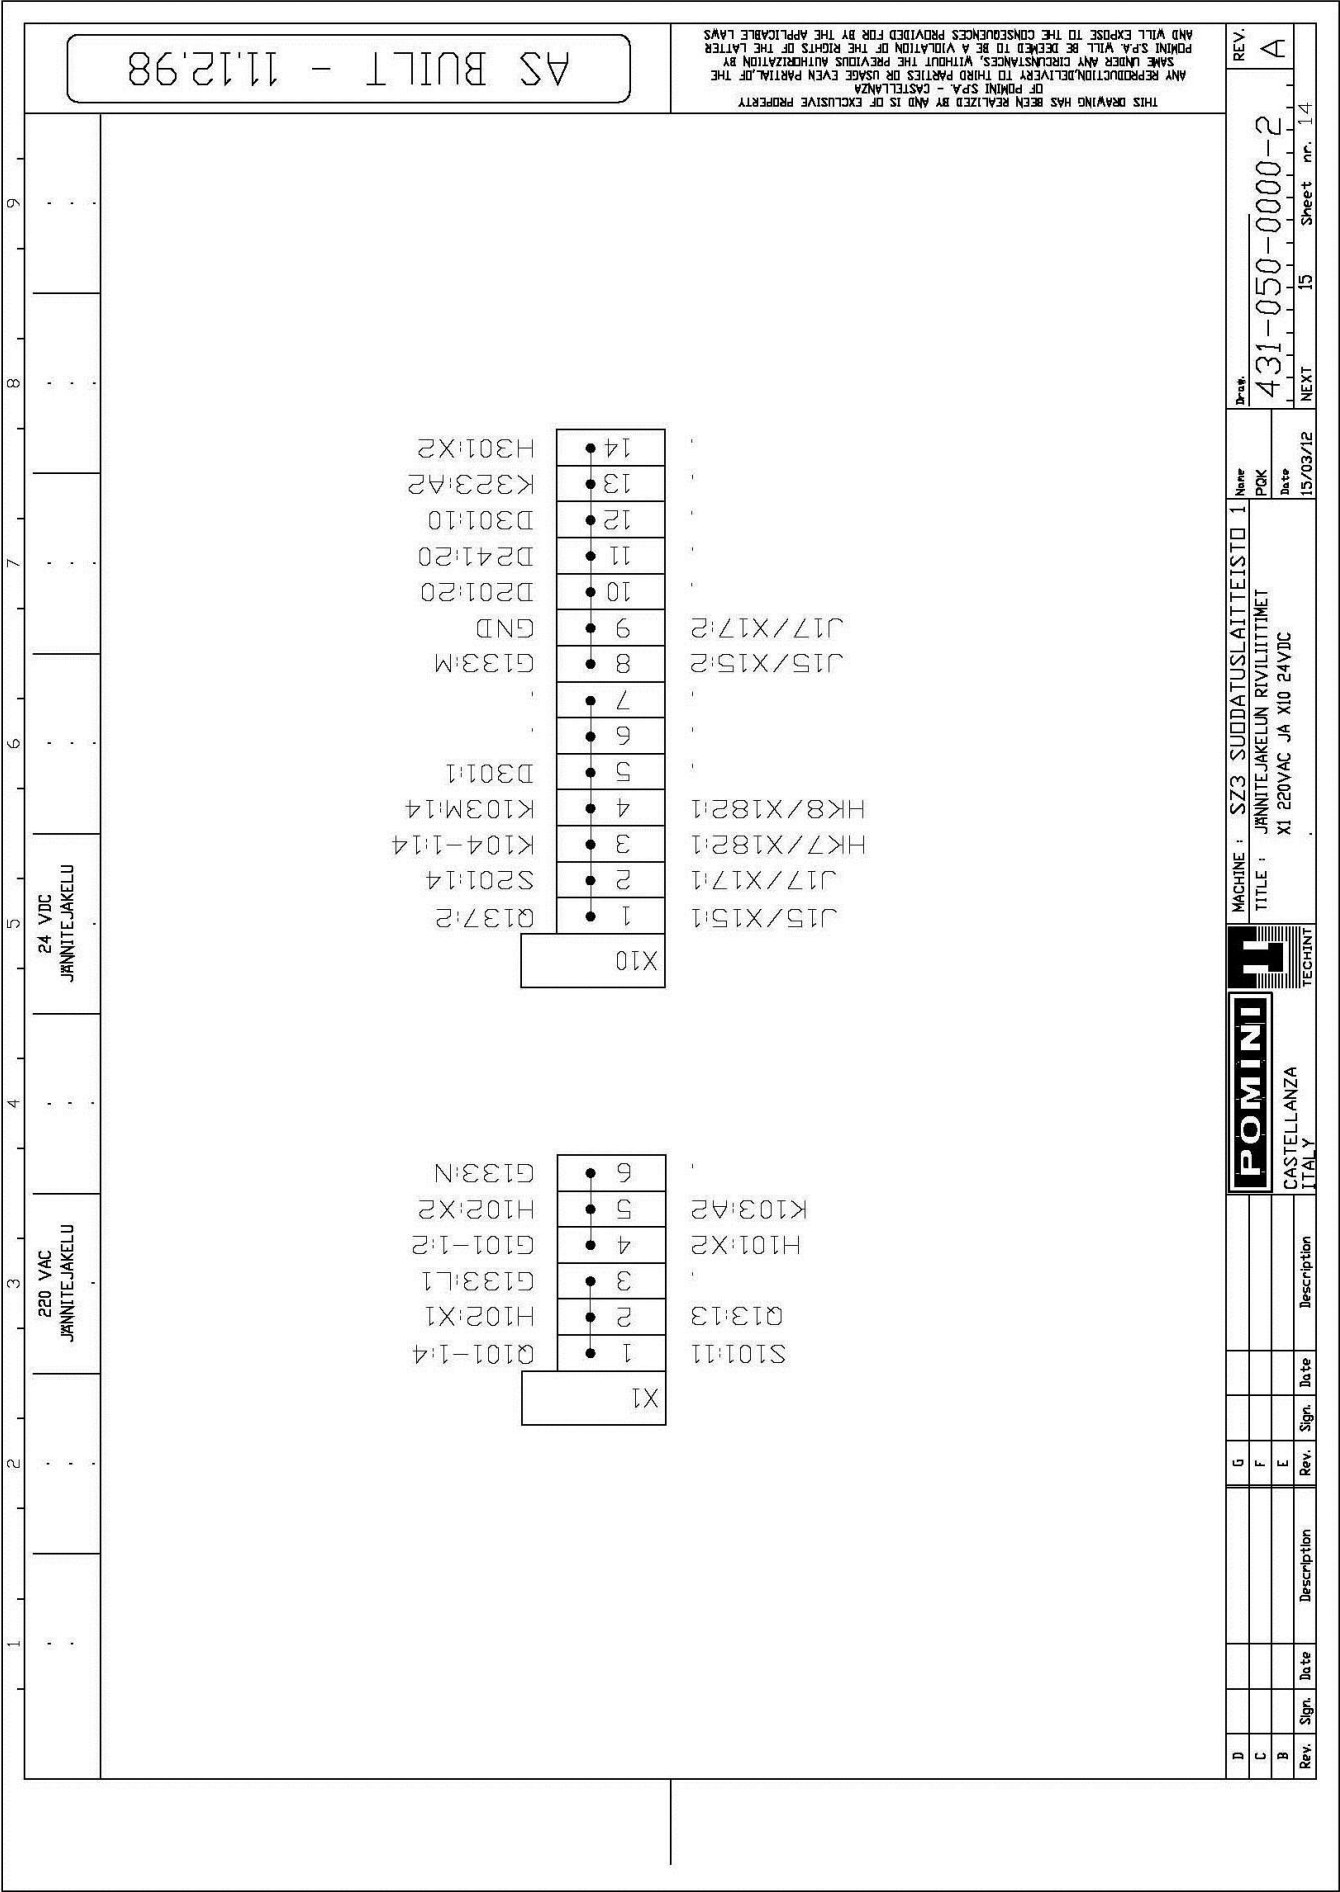 1
2
3
4
5
6
7
8
9
220 VAC
JÄNNITEJAKELU
24 VDC
JÄNNITEJAKELU
AS BUILT - 11.12.98
THIS DRAWING HAS BEEN REALIZED BY AND IS OF EXCLUSIVE PROPERTY
OF POMINI S.P.A. - CASTELLANZA
ANY REPRODUCTION,DELIVERY TO THIRD PARTIES OR USAGE EVEN PARTIAL,OF THE
SAME UNDER ANY CIRCUNSTANCES, WITHOUT THE PREVIOUS AUTHORIZATION BY
POMINI S.P.A. WILL BE DEEMED TO BE A VIOLATION OF THE RIGHTS OF THE LATTER
AND WILL EXPOSE TO THE CONSEQUENCES PROVIDED FOR BY THE APPLICABLE LAWS
X1
S101:11 1 Q101-1:4
Q13:13 2 H102:X1
. 3 G133:L1
H101:X2 4 G101-1:2
K103:A2 5 H102:X2
. 6 G133:N
X10
J15/X15:1 1 Q137:2
J17/X17:1 2 S201:14
HK7/X182:1 3 K104-1:14
HK8/X182:1 4 K103M:14
. 5 D301:1
. 6 .
. 7 .
J15/X15:2 8 G133:M
J17/X17:2 9 GND
. 10 D201:20
. 11 D241:20
. 12 D301:10
. 13 K323:A2
. 14 H301:X2
D
C
B
Rev. Sign. Date Description
G
F
E
Rev. Sign. Date Description
POMINI
CASTELLANZA
ITALY
TECHINT
MACHINE : SZ3 SUODATUSLAITTEISTO 1
TITLE : JÄNNITEJAKELUN RIVILIITTIMET
X1 220VAC JA X10 24VDC
.
Name
PQK
Date
15/03/12
Draw.
431-050-0000-2
REV.
A
NEXT 15 Sheet nr. 14